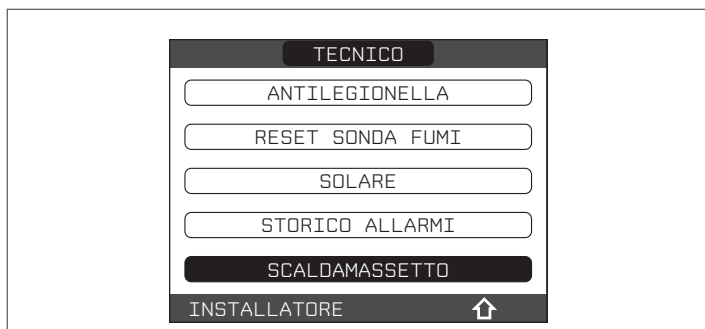 TECNICO
ANTILEGIONELLA
RESET SONDA FUMI
SOLARE
STORICO ALLARMI
SCALDAMASSETTO
INSTALLATORE